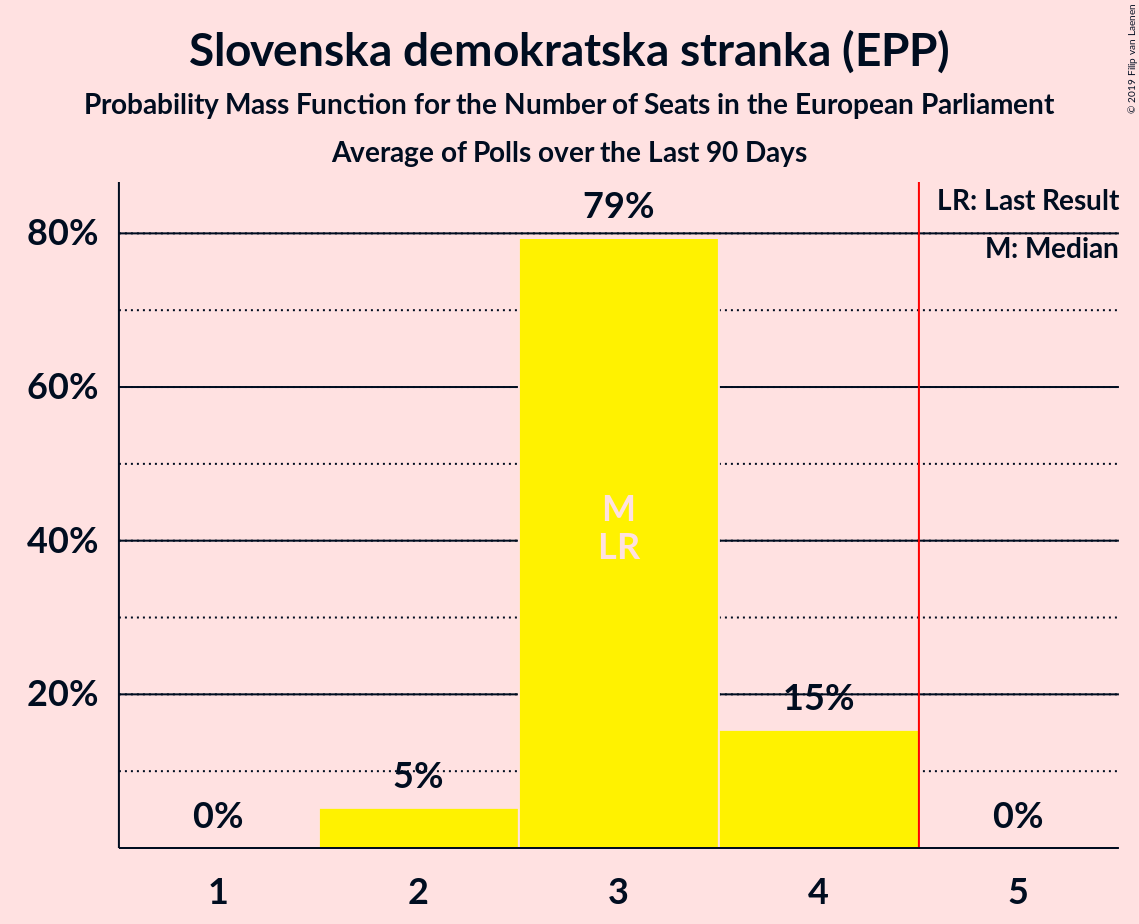 Slovenska demokratska stranka (EPP)
Probability Mass Function for the Number of Seats in the European Parliament
Average of Polls over the Last 90 Days
© 2019 Filip van Laenen
LR: Last Result
M: Median
80%
60%
40%
20%
0%
5%
79%
15%
0%
M
LR
1
2
3
4
5